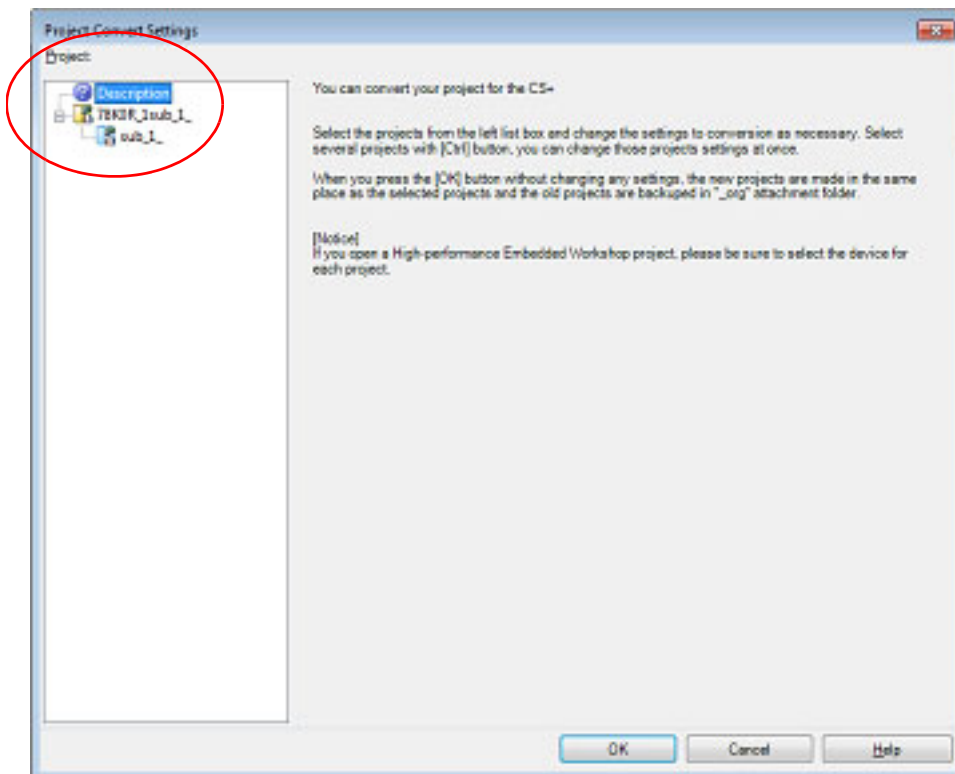 Project Convert Settings
Project:
Description
78K0R_1sub_1_
sub_1_
You can convert your project for the CS+
Select the projects from the left list box and change the settings to conversion as necessary. Select
several projects with [Ctrl] button, you can change those projects settings at once.
When you press the [OK] button without changing any settings, the new projects are made in the same
place as the selected projects and the old projects are backuped in "_org" attachment folder.
[Notice]
If you open a High-performance Embedded Workshop project, please be sure to select the device for
each project.
OK
Cancel
Help